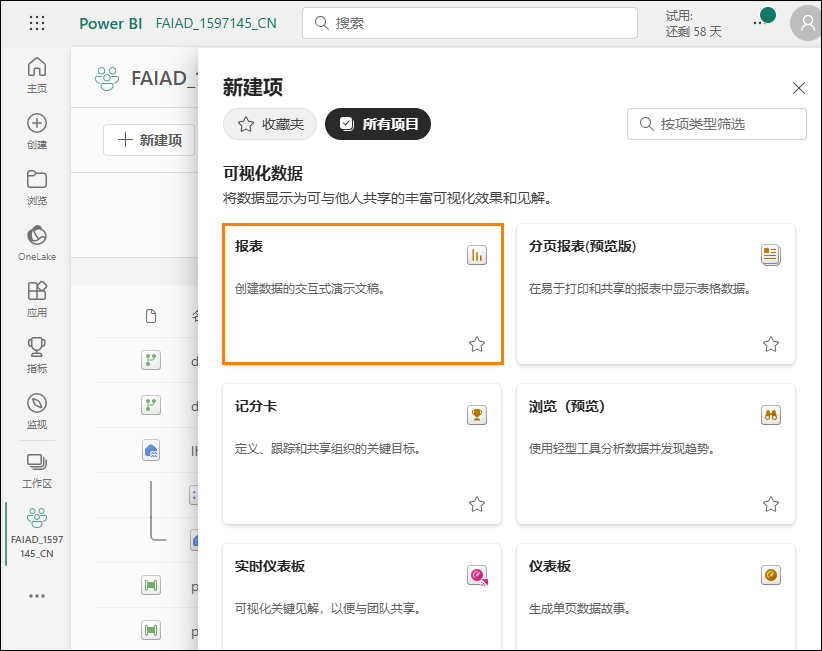 Power BI
FAIAD_1597145_CN
搜索
试用:
还剩 58 天
主页
创建
浏览
OneLake
应用
指标
监视
工作区
FAIAD_1597
145_CN
FAIAD_
新建项
新建项
收藏夹
所有项目
按项类型筛选
可视化数据
将数据显示为可与他人共享的丰富可视化效果和见解。
报表
创建数据的交互式演示文稿。
分页报表(预览版)
在易于打印和共享的报表中显示表格数据。
记分卡
定义、跟踪和共享组织的关键目标。
浏览（预览）
使用轻型工具分析数据并发现趋势。
实时仪表板
可视化关键见解，以便与团队共享。
仪表板
生成单页数据故事。